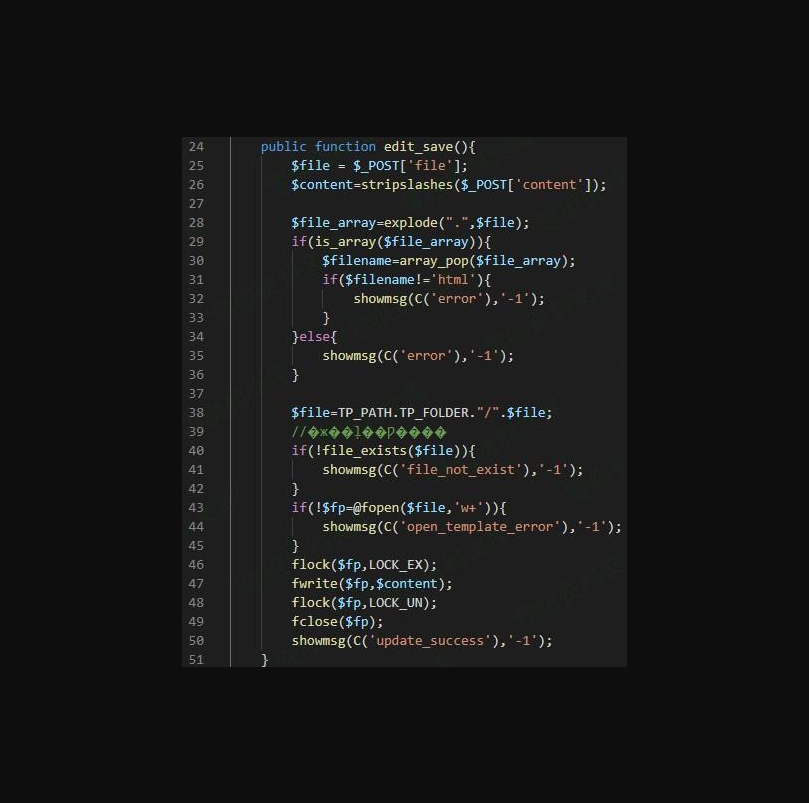 24 public function edit_save(){
25 $file = $_POST['file'];
26 $content=stripslashes($_POST['content']);
27
28 $file_array=explode(".",$file);
29 if(is_array($file_array)){
30 $filename=array_pop($file_array);
31 if($filename!='html'){
32 showmsg(C('error'),'-1');
33 }
34 }else{
35 showmsg(C('error'),'-1');
36 }
37
38 $file=TP_PATH.TP_FOLDER."/".$file;
39 //�ж��ļ��Ƿ����
40 if(!file_exists($file)){
41 showmsg(C('file_not_exist'),'-1');
42 }
43 if(!$fp=@fopen($file,'w+')){
44 showmsg(C('open_template_error'),'-1');
45 }
46 flock($fp,LOCK_EX);
47 fwrite($fp,$content);
48 flock($fp,LOCK_UN);
49 fclose($fp);
50 showmsg(C('update_success'),'-1');
51 }